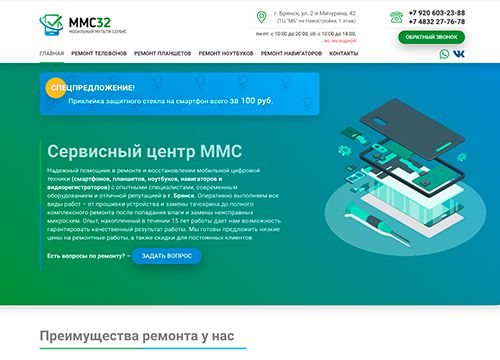 ММС32
МОБИЛЬНЫЙ МУЛЬТИ-СЕРВИС
г. Брянск, ул. 2-я Мичурина, 42
(ТЦ "МБ" на Новостройке, 1 этаж)
пн-пт: с 10:00 до 20:00, сб: с 10:00 до 18:00,
вс: выходной
+7 920 603-23-88
+7 4832 27-76-78
ОБРАТНЫЙ ЗВОНОК
ГЛАВНАЯ РЕМОНТ ТЕЛЕФОНОВ РЕМОНТ ПЛАНШЕТОВ РЕМОНТ НОУТБУКОВ РЕМОНТ НАВИГАТОРОВ КОНТАКТЫ
СПЕЦПРЕДЛОЖЕНИЕ!
Приклейка защитного стекла на смартфон всего за 100 руб.
Сервисный центр ММС
Надежный помощник в ремонте и восстановлении мобильной цифровой
техники (смартфонов, планшетов, ноутбуков, навигаторов и
видеорегистраторов) с опытными специалистами, современным
оборудованием и отличной репутацией в г. Брянск. Оперативно выполняем все
виды работ – от прошивки устройства и замены тачскрина до полного
комплексного ремонта после попадания влаги и замены неисправных
микросхем. Опыт, накопленный в течении 15 лет работы дает нам возможность
гарантировать качественный результат работы. Мы готовы предложить низкие
цены на ремонтные работы, а также скидки для постоянных клиентов.
Есть вопросы по ремонту? –
ЗАДАТЬ ВОПРОС
Преимущества ремонта у нас